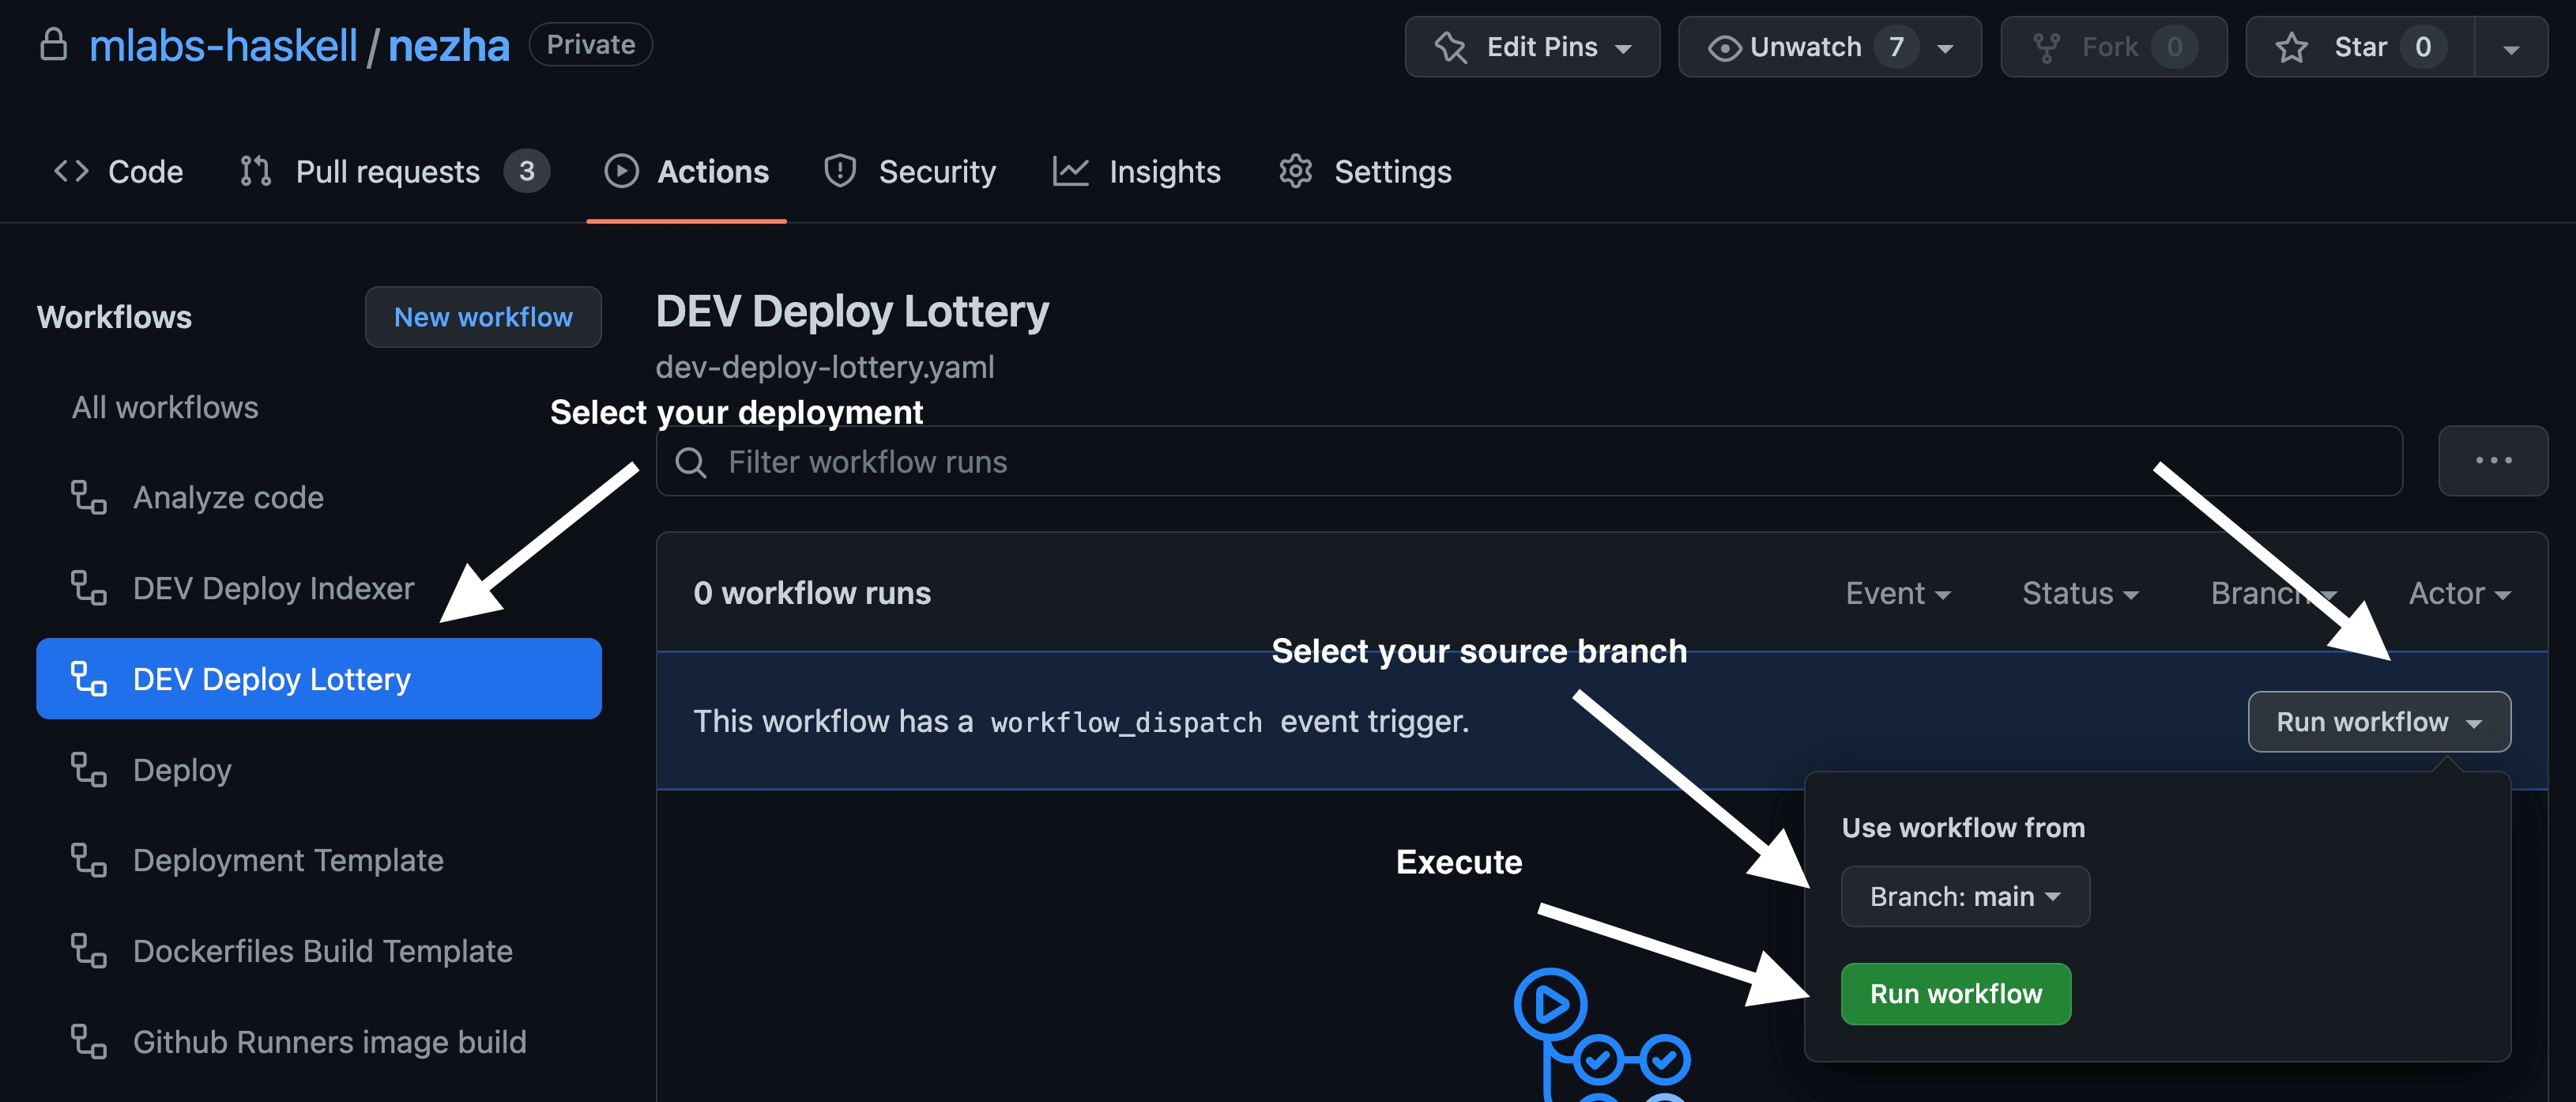 mlabs-haskell / nezha Private
Edit Pins
Unwatch 7
Fork 0
Star 0
Code
Pull requests 3
Actions
Security
Insights
Settings
Workflows
New workflow
All workflows
Analyze code
DEV Deploy Indexer
DEV Deploy Lottery
Deploy
Deployment Template
Dockerfiles Build Template
Github Runners image build
DEV Deploy Lottery
dev-deploy-lottery.yaml
Select your deployment
Filter workflow runs
0 workflow runs
Event
Status
Branch
Actor
Select your source branch
This workflow has a workflow_dispatch event trigger.
Run workflow
Use workflow from
Branch: main
Execute
Run workflow